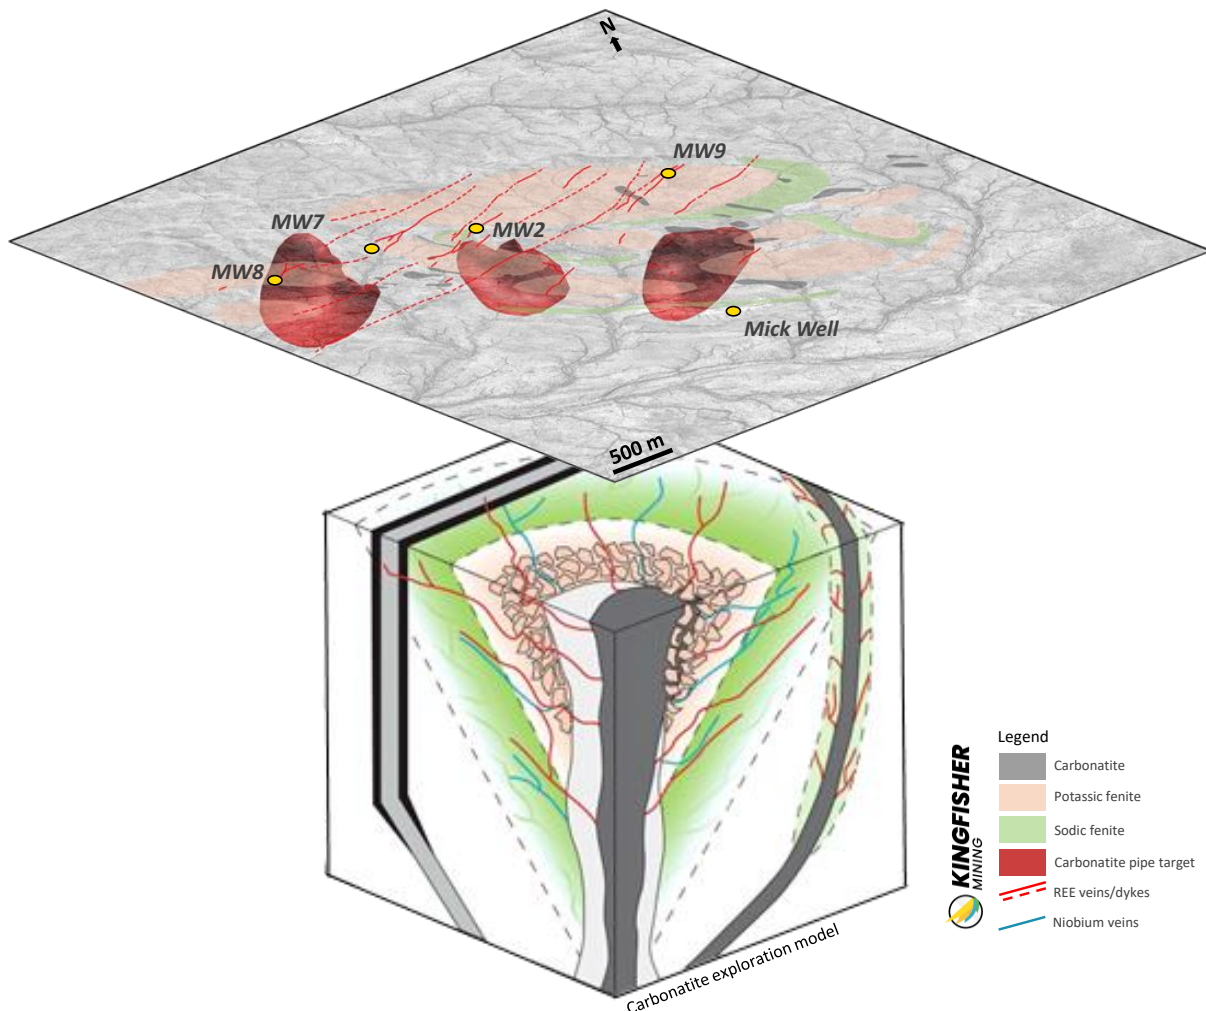 N
MW9
MW7
MW2
MW8
Mick Well
500 m
KINGFISHER
MINING
Legend
Carbonatite
Potassic fenite
Sodic fenite
Carbonatite pipe target
REE veins/dykes
Niobium veins
Carbonatite exploration model